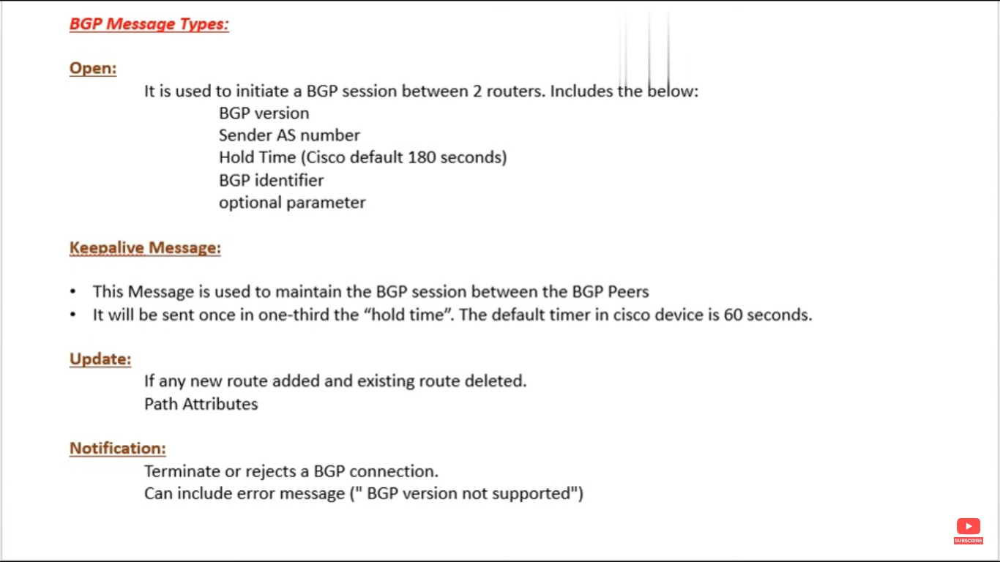 BGP Message Types:
Open:
It is used to initiate a BGP session between 2 routers. Includes the below:
BGP version
Sender AS number
Hold Time (Cisco default 180 seconds)
BGP identifier
optional parameter
Keepalive Message:
• This Message is used to maintain the BGP session between the BGP Peers
• It will be sent once in one-third the “hold time”. The default timer in cisco device is 60 seconds.
Update:
If any new route added and existing route deleted.
Path Attributes
Notification:
Terminate or rejects a BGP connection.
Can include error message (" BGP version not supported")
SUBSCRIBE